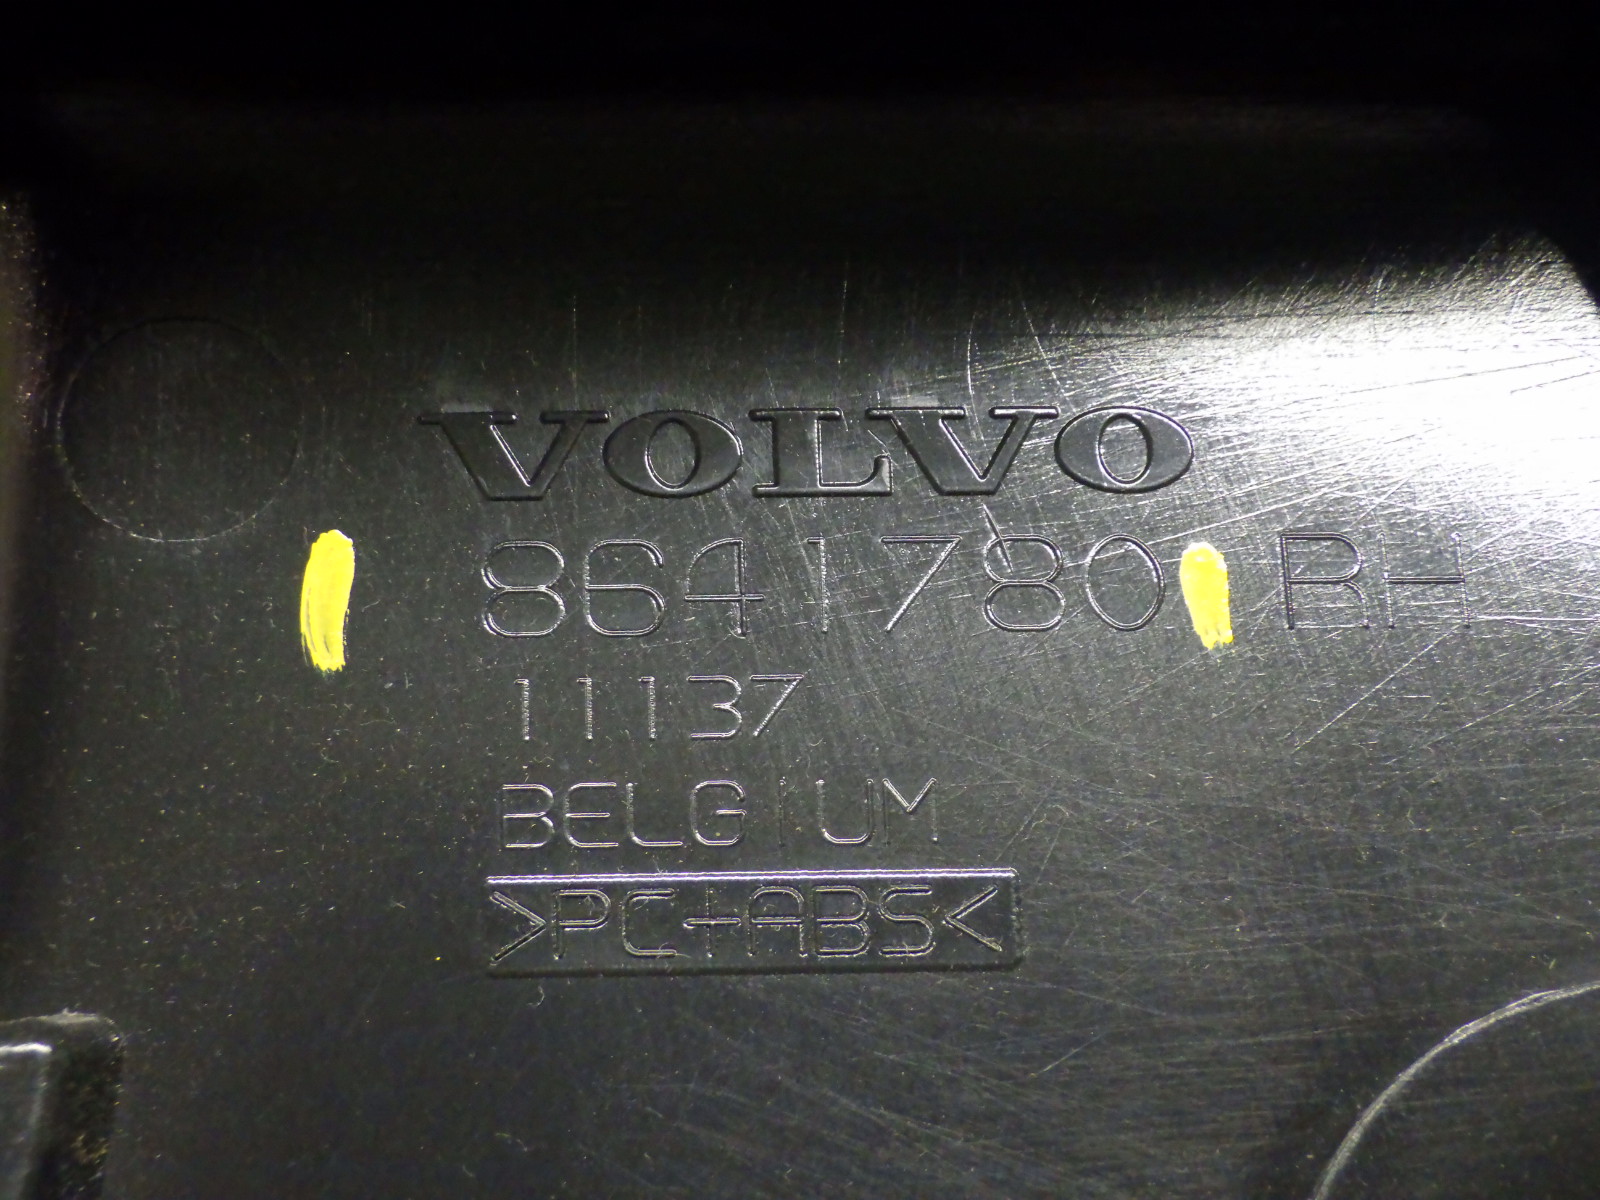 VOLVO
8641780 RH
11137
BELGIUM
>PC+ABS<